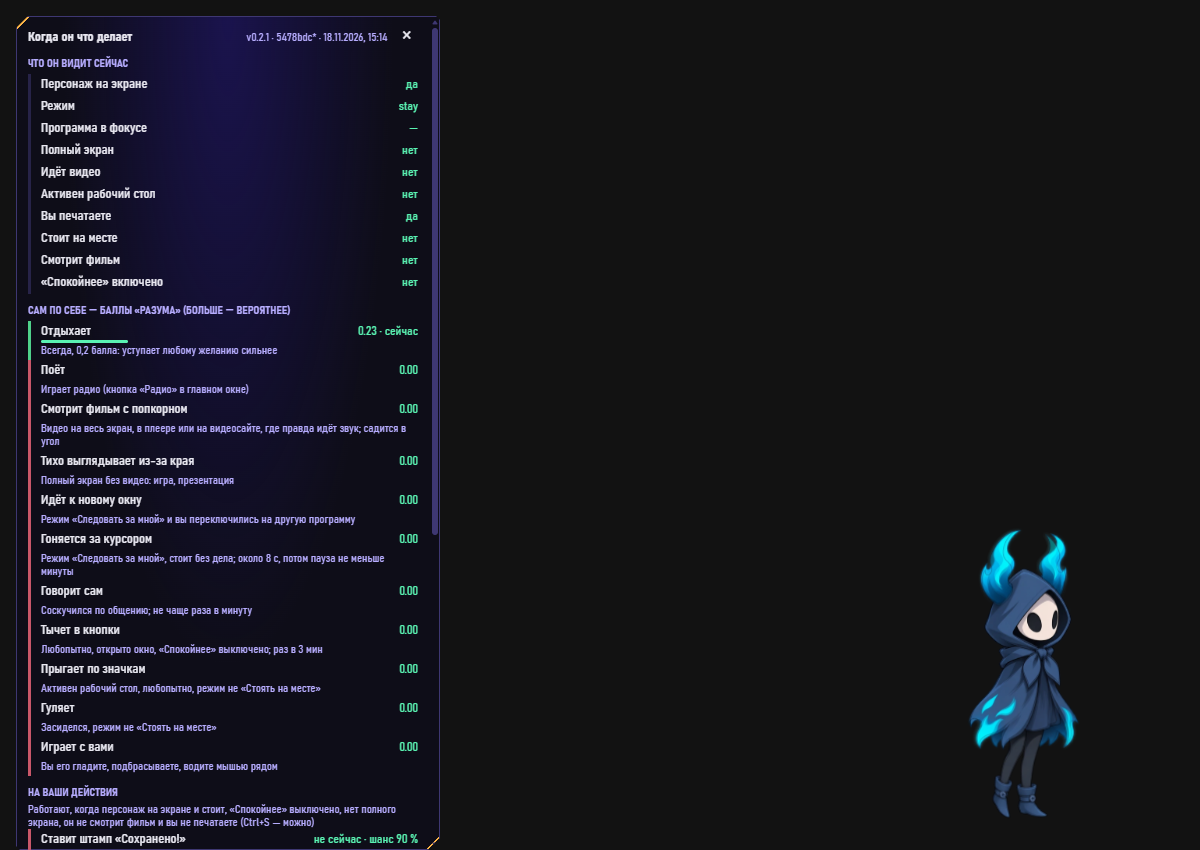 Когда он что делает v0.2.1 · 5478bdc* · 18.11.2026, 15:14 ×
ЧТО ОН ВИДИТ СЕЙЧАС
Персонаж на экране да
Режим stay
Программа в фокусе —
Полный экран нет
Идёт видео нет
Активен рабочий стол нет
Вы печатаете да
Стоит на месте нет
Смотрит фильм нет
«Спокойнее» включено нет
САМ ПО СЕБЕ — БАЛЛЫ «РАЗУМА» (БОЛЬШЕ — ВЕРОЯТНЕЕ)
Отдыхает 0.23 · сейчас
Всегда, 0,2 балла: уступает любому желанию сильнее
Поёт 0.00
Играет радио (кнопка «Радио» в главном окне)
Смотрит фильм с попкорном 0.00
Видео на весь экран, в плеере или на видеосайте, где правда идёт звук; садится в
угол
Тихо выглядывает из-за края 0.00
Полный экран без видео: игра, презентация
Идёт к новому окну 0.00
Режим «Следовать за мной» и вы переключились на другую программу
Гоняется за курсором 0.00
Режим «Следовать за мной», стоит без дела; около 8 с, потом пауза не меньше
минуты
Говорит сам 0.00
Соскучился по общению; не чаще раза в минуту
Тычет в кнопки 0.00
Любопытно, открыто окно, «Спокойнее» выключено; раз в 3 мин
Прыгает по значкам 0.00
Активен рабочий стол, любопытно, режим не «Стоять на месте»
Гуляет 0.00
Засиделся, режим не «Стоять на месте»
Играет с вами 0.00
Вы его гладите, подбрасываете, водите мышью рядом
НА ВАШИ ДЕЙСТВИЯ
Работают, когда персонаж на экране и стоит, «Спокойнее» выключено, нет полного
экрана, он не смотрит фильм и вы не печатаете (Ctrl+S — можно)
Ставит штамп «Сохранено!» не сейчас · шанс 90 %